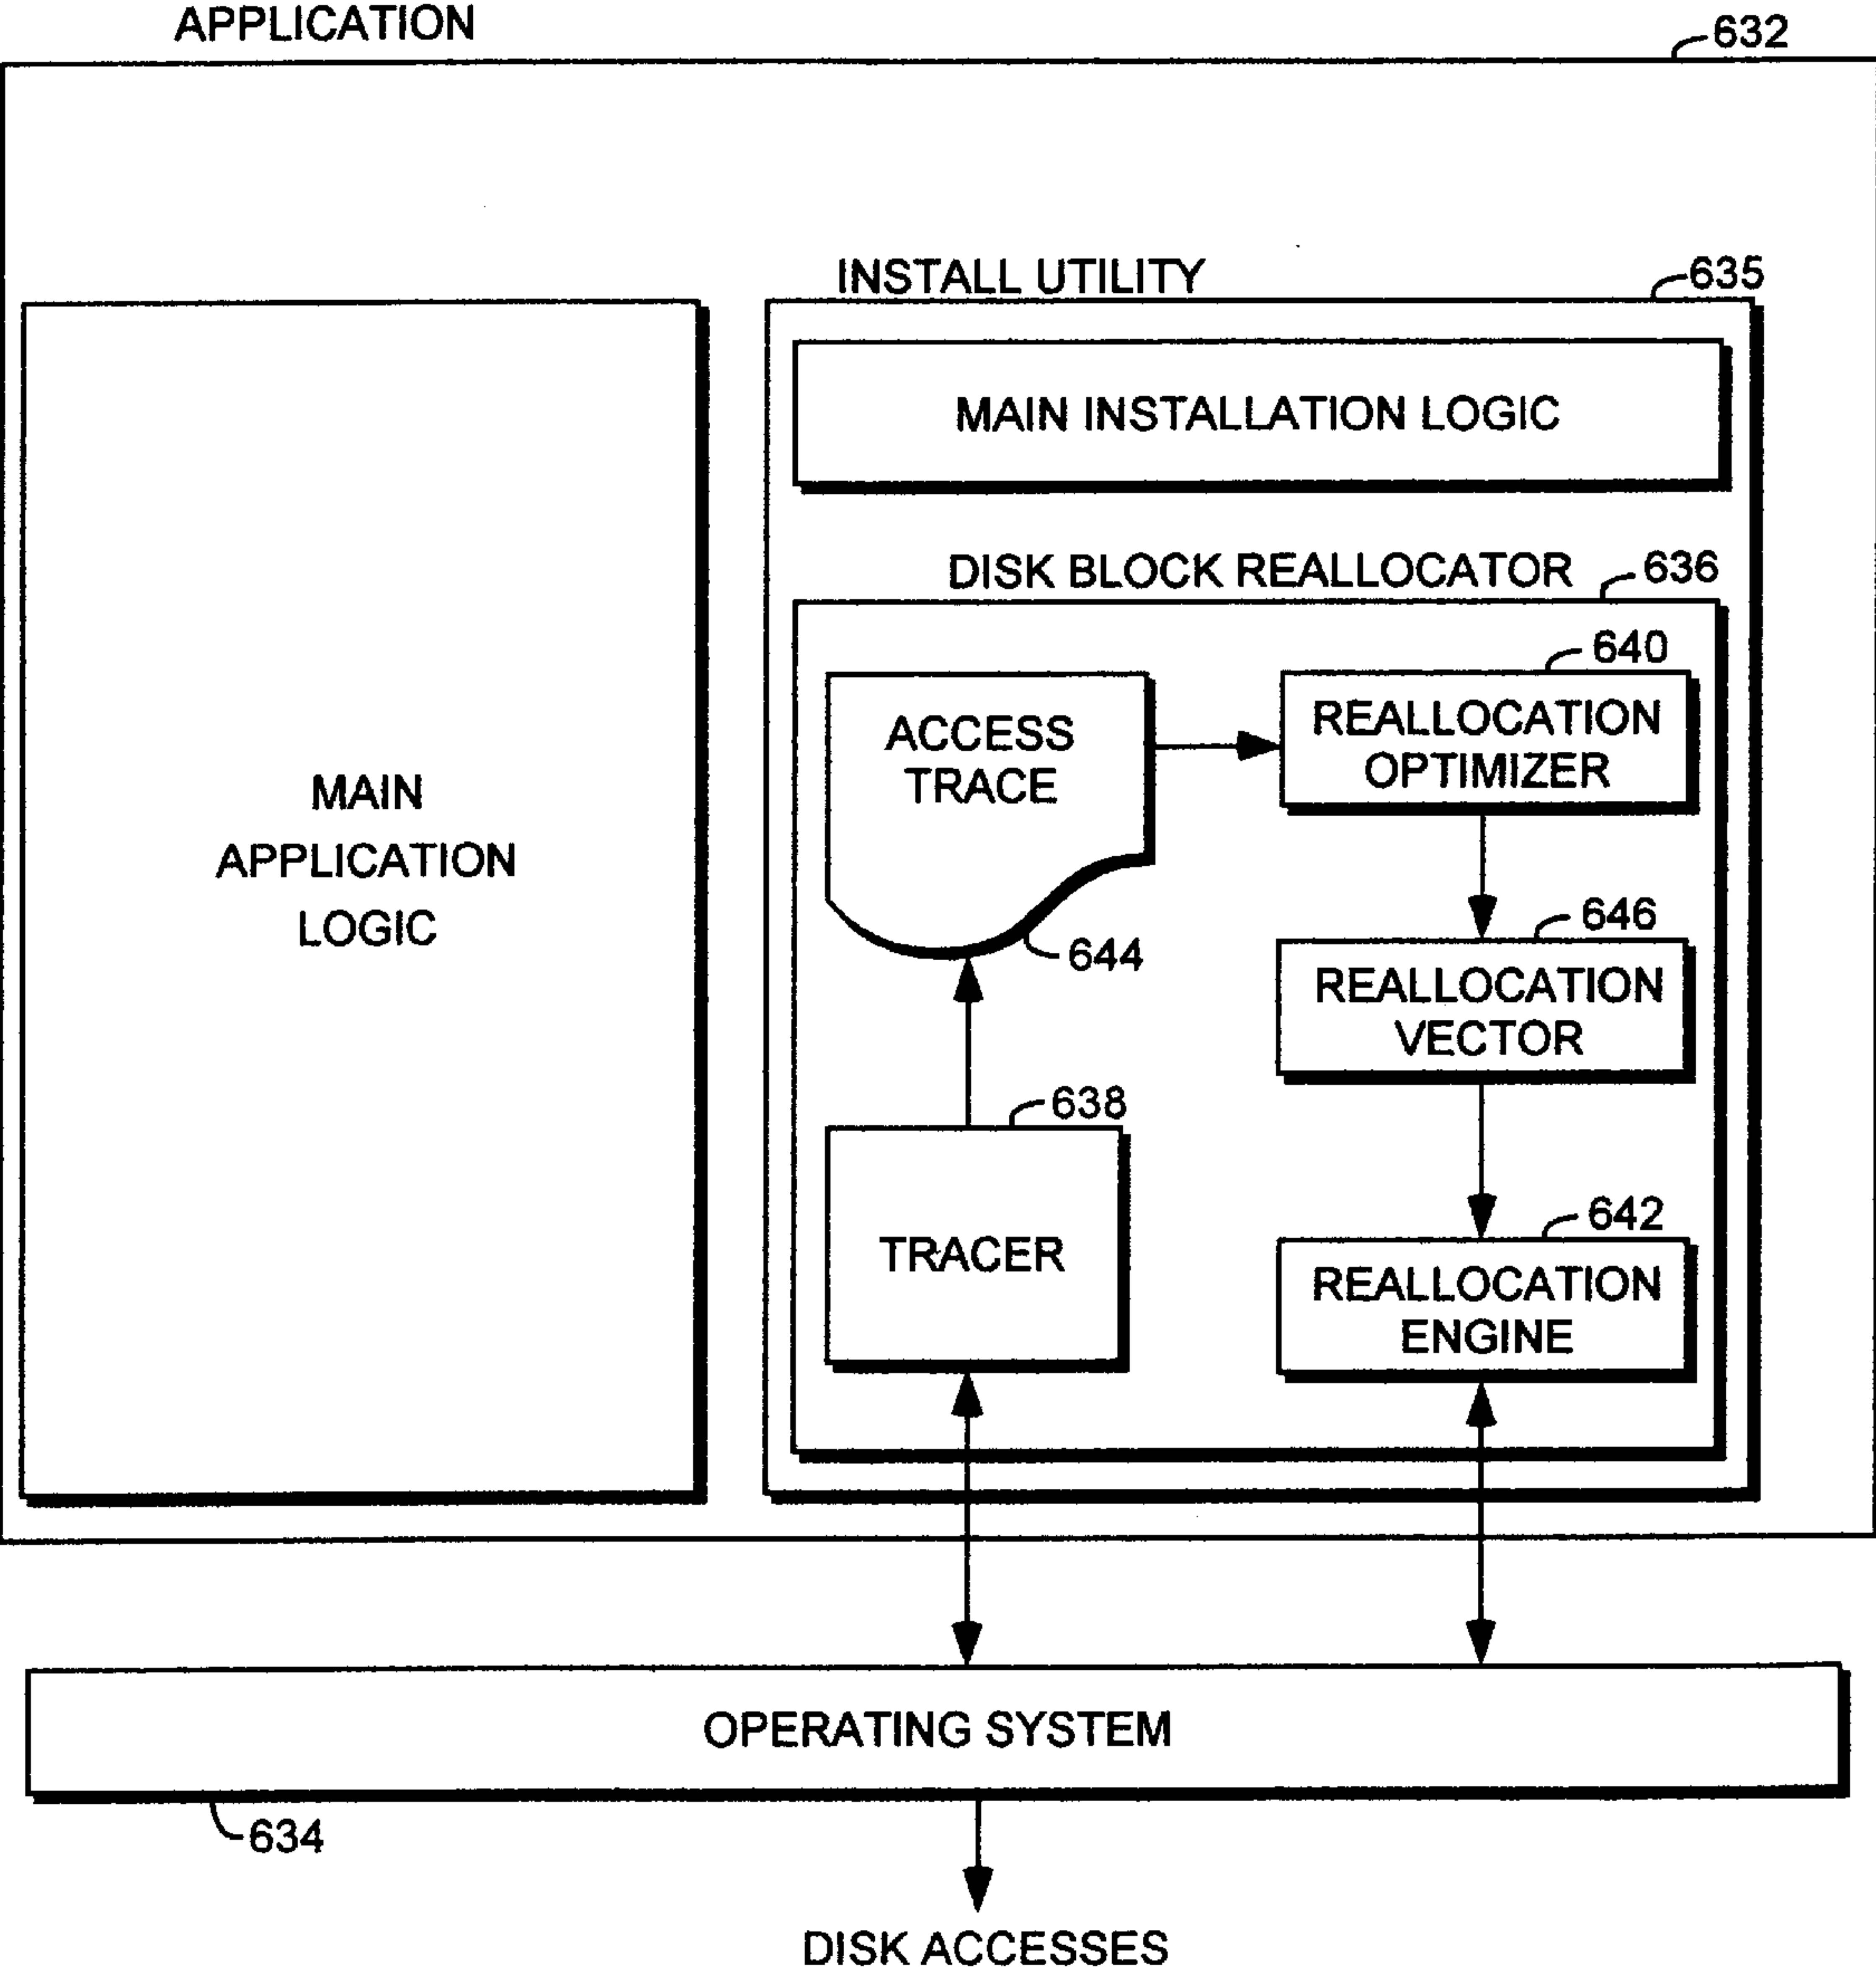 APPLICATION
632
INSTALL UTILITY
635
MAIN INSTALLATION LOGIC
DISK BLOCK REALLOCATOR
636
640
ACCESS
TRACE
REALLOCATION
OPTIMIZER
MAIN
APPLICATION
LOGIC
644
646
REALLOCATION
VECTOR
638
TRACER
642
REALLOCATION
ENGINE
OPERATING SYSTEM
634
DISK ACCESSES